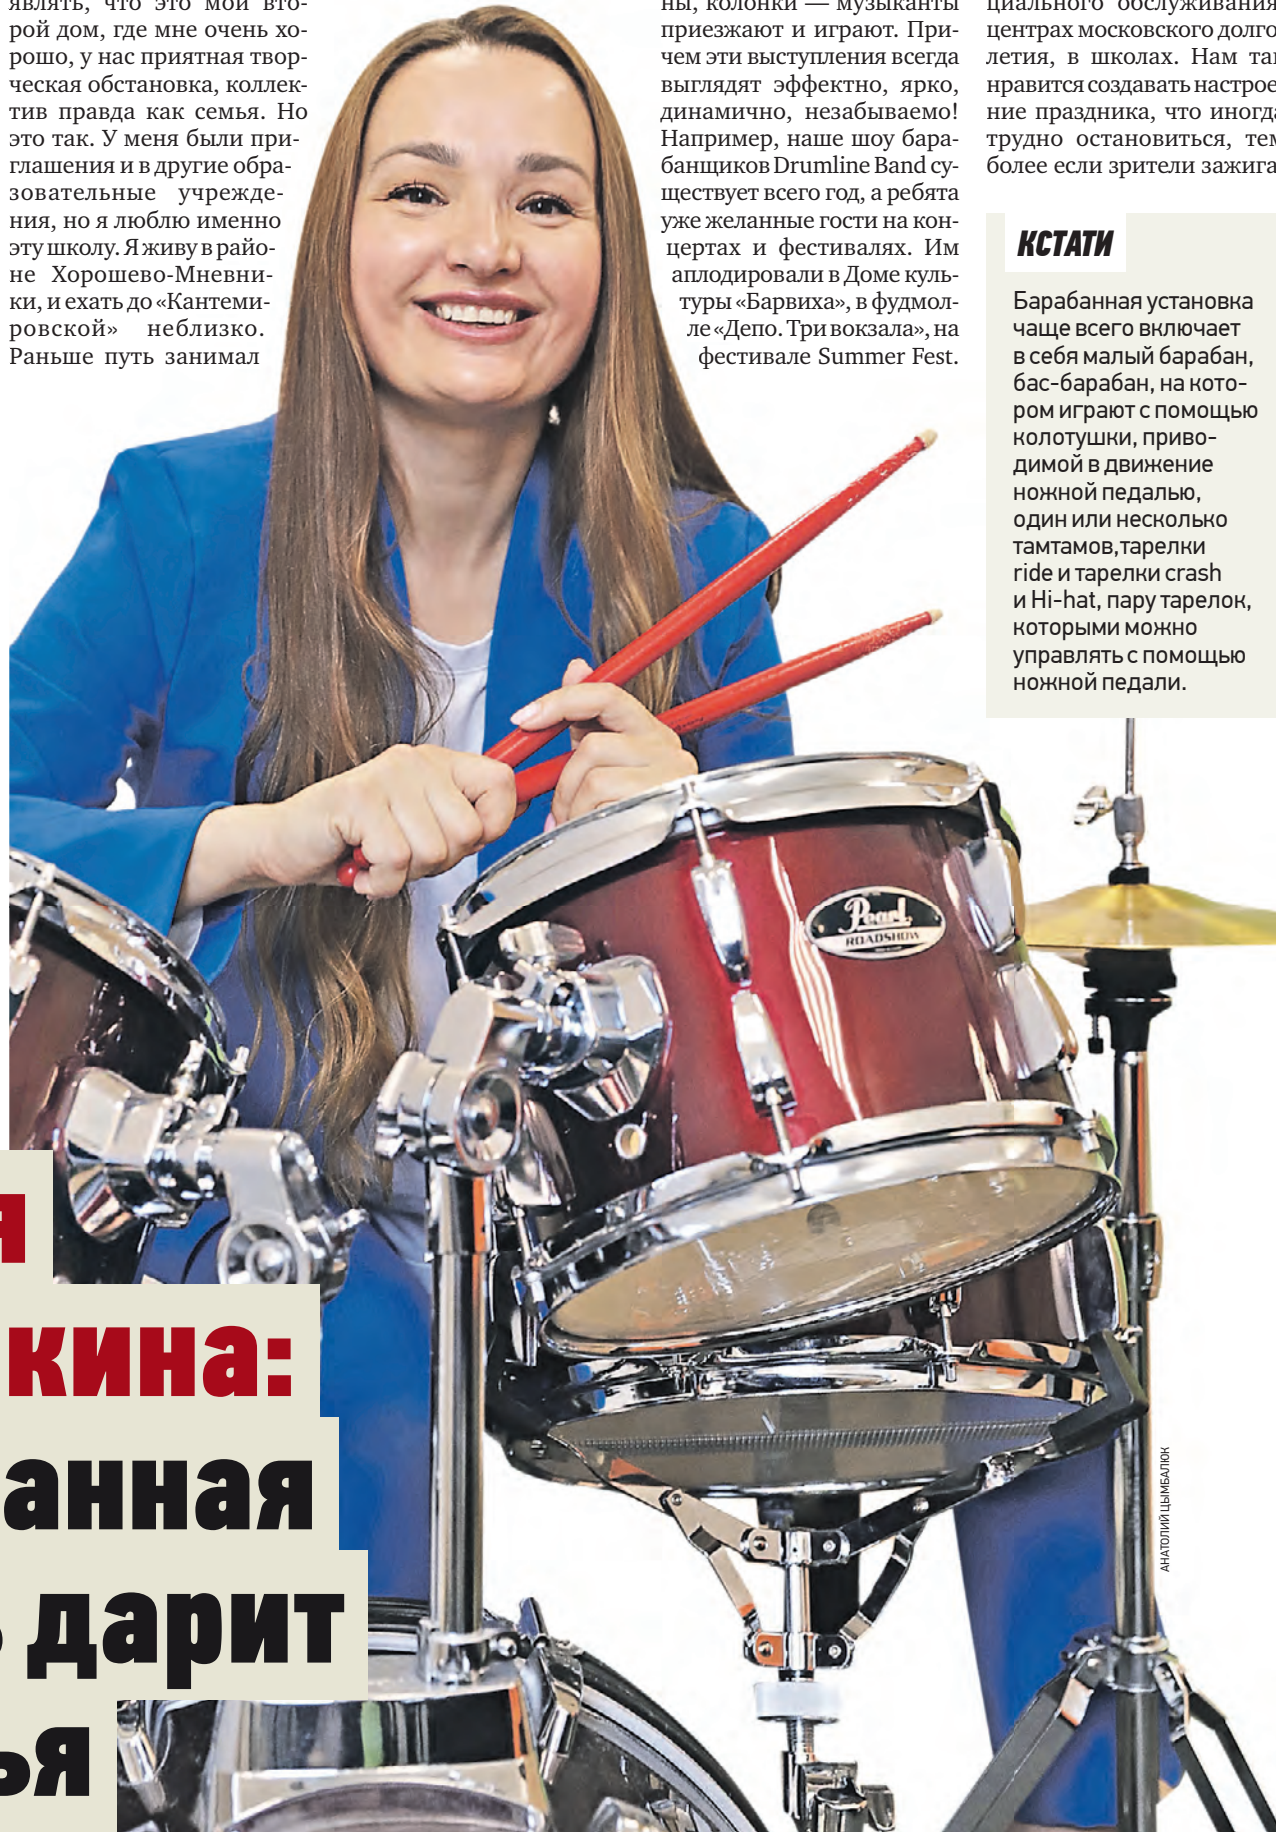 являть, что это мой вто-
рой дом, где мне очень хо-
рошо, у нас приятная твор-
ческая обстановка, коллек-
тив правда как семья. Но
это так. У меня были при-
глашения и в другие обра-
зовательные учрежде-
ния, но я люблю именно
эту школу. Я живу в райо-
не Хорошево-Мневни-
ки, и ехать до «Кантеми-
ровской» неблизко.
Раньше путь занимал
ны, колонки — музыканты
приезжают и играют. При-
чем эти выступления всегда
выглядят эффектно, ярко,
динамично, незабываемо!
Например, наше шоу бара-
банщиков Drumline Band су-
ществует всего год, а ребята
уже желанные гости на кон-
цертах и фестивалях. Им
аплодировали в Доме куль-
туры «Барвиха», в фудмол-
ле «Депо. Три вокзала», на
фестивале Summer Fest.
циального обслуживания
центрах московского долго
летия, в школах. Нам так
нравится создавать настрое
ние праздника, что иногда
трудно остановиться, тем
более если зрители зажига
КСТАТИ
Барабанная установка
чаще всего включает
в себя малый барабан,
бас-барабан, на кото-
ром играют с помощью
колотушки, приво-
димой в движение
ножной педалью,
один или несколько
тамтамов,тарелки
ride и тарелки crash
и Hi-hat, пару тарелок,
которыми можно
управлять с помощью
ножной педали.
Pearl
ROADSHOW
я
кина:
анная
ь дарит
ья
АНАТОЛИЙ ЦЫМБАЛЮК